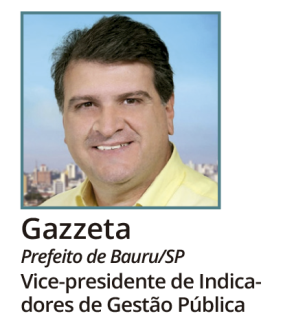 Gazzeta
Prefeito de Bauru/SP
Vice-presidente de Indica-
dores de Gestão Pública